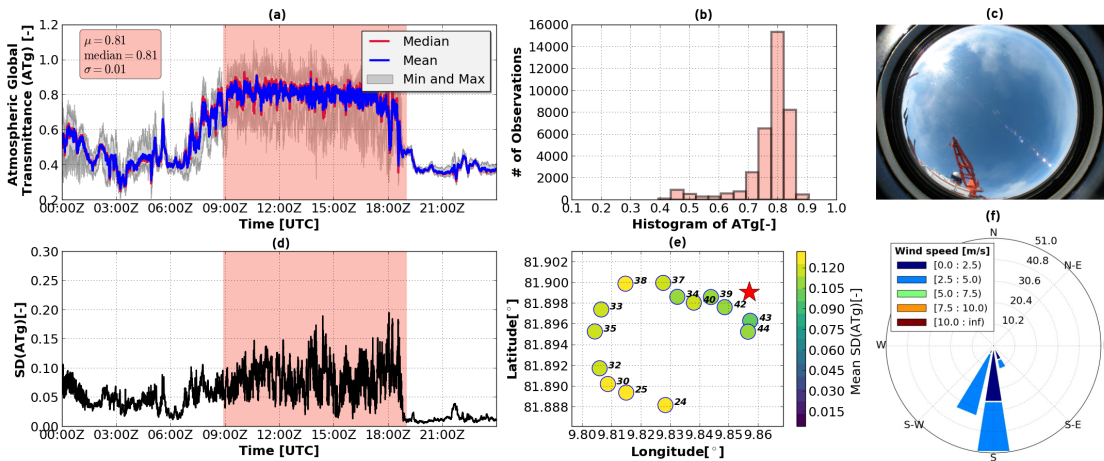 (a)
Atmospheric Global
Transmittance (ATg) [-]
1.2
1.0
0.8
0.6
0.4
0.2
μ = 0.81
median = 0.81
σ = 0.01
Median
Mean
Min and Max
00:00Z 03:00Z 06:00Z 09:00Z 12:00Z 15:00Z 18:00Z 21:00Z
Time [UTC]
(b)
# of Observations
16000
14000
12000
10000
8000
6000
4000
2000
0
0.1 0.2 0.3 0.4 0.5 0.6 0.7 0.8 0.9 1.0
Histogram of ATg[-]
(c)
(d)
SD(ATg)[-]
0.30
0.25
0.20
0.15
0.10
0.05
0.00
00:00Z 03:00Z 06:00Z 09:00Z 12:00Z 15:00Z 18:00Z 21:00Z
Time [UTC]
(e)
Latitude[°]
81.902
81.900
81.898
81.896
81.894
81.892
81.890
81.888
38
37
34
40
39
42
33
43
44
35
32
30
25
24
9.80 9.81 9.82 9.83 9.84 9.85 9.86
Longitude[°]
0.120
0.105
0.090
0.075
0.060
0.045
0.030
0.015
Mean SD(ATg)[-]
(f)
N
N-E
51.0
40.8
30.6
20.4
10.2
Wind speed [m/s]
[0.0 : 2.5)
[2.5 : 5.0)
[5.0 : 7.5)
[7.5 : 10.0)
[10.0 : inf)
W
S-W
S
S-E